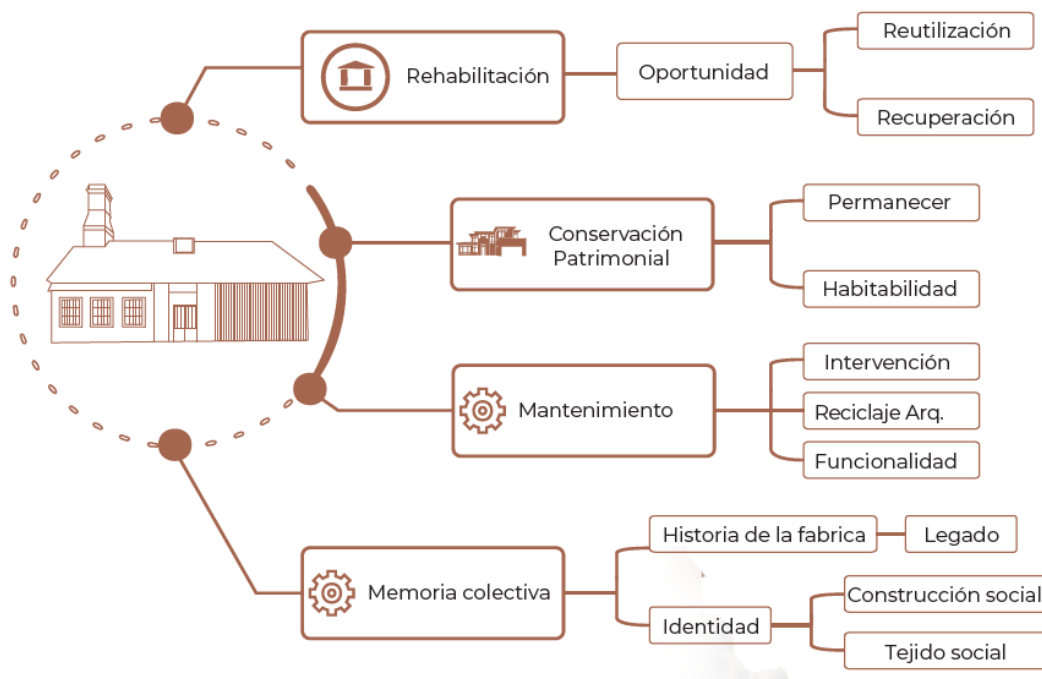 Rehabilitación
Oportunidad
Reutilización
Recuperación
Conservación
Patrimonial
Permanecer
Habitabilidad
Mantenimiento
Intervención
Reciclaje Arq.
Funcionalidad
Memoria colectiva
Historia de la fabrica
Legado
Identidad
Construcción social
Tejido social